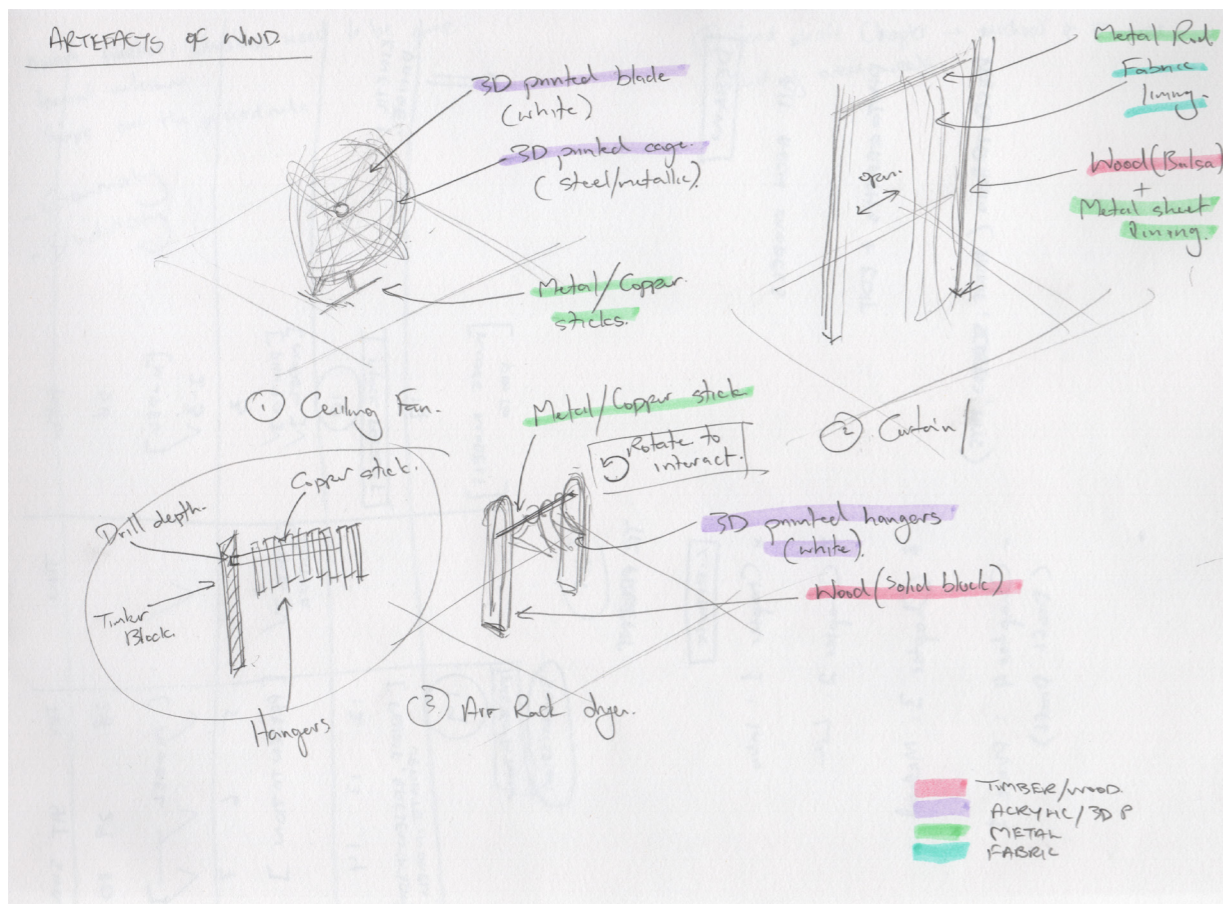 ARTEFACTS OF WIND
3D printed blade
(white)
3D printed cage.
(steel/metallic).
Metal/Copper
sticks.
① Ceiling Fan.
Metal Rod
Fabric
lining.
open.
Wood (Balsa)
+
Metal sheet
lining.
② Curtain
Copper stick.
Drill depth.
Timber
Block.
Hangers
Metal/Copper stick
Rotate to
interact.
3D printed hangers
(white).
Wood (solid block)
③ Air Rack dryer.
TIMBER/WOOD
ACRYLIC/3D P
METAL
FABRIC